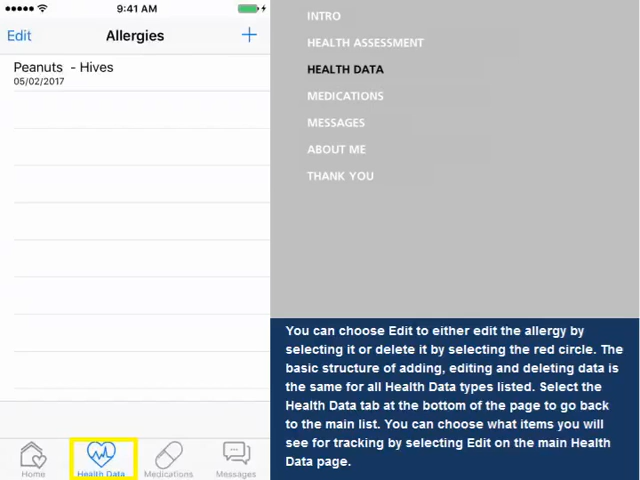 9:41 AM
Edit
Allergies
Peanuts - Hives
05/02/2017
Home
Health Data
Medications
Messages
INTRO
HEALTH ASSESSMENT
HEALTH DATA
MEDICATIONS
MESSAGES
ABOUT ME
THANK YOU
You can choose Edit to either edit the allergy by
selecting it or delete it by selecting the red circle. The
basic structure of adding, editing and deleting data is
the same for all Health Data types listed. Select the
Health Data tab at the bottom of the page to go back
to the main list. You can choose what items you will
see for tracking by selecting Edit on the main Health
Data page.